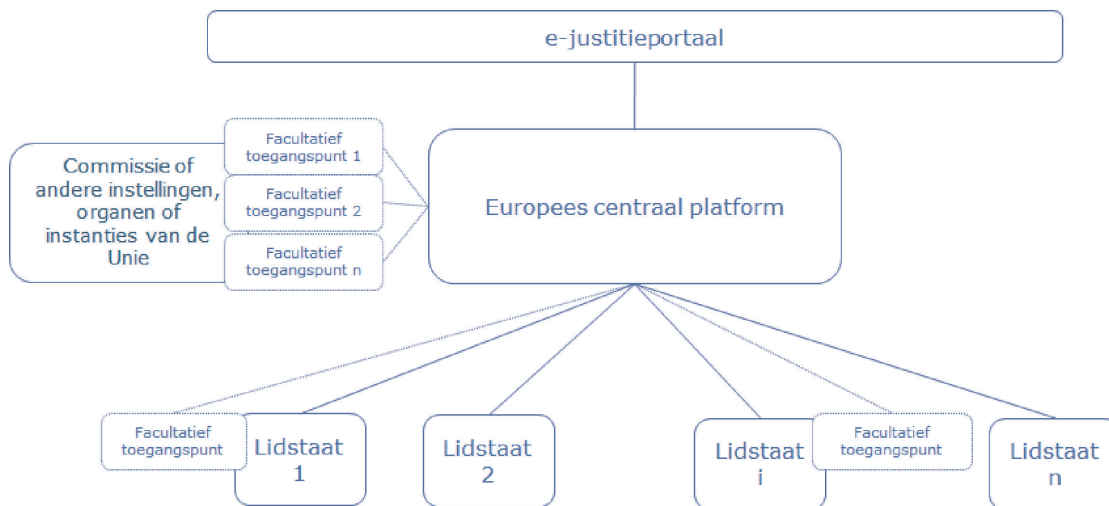 e-justitieportaal
Commissie of
andere instellingen,
organen of
instanties van de
Unie
Facultatief
toegangspunt 1
Facultatief
toegangspunt 2
Facultatief
toegangspunt n
Europees centraal platform
Facultatief
toegangspunt
Lidstaat
1
Lidstaat
2
Lidstaat
i
Facultatief
toegangspunt
Lidstaat
n